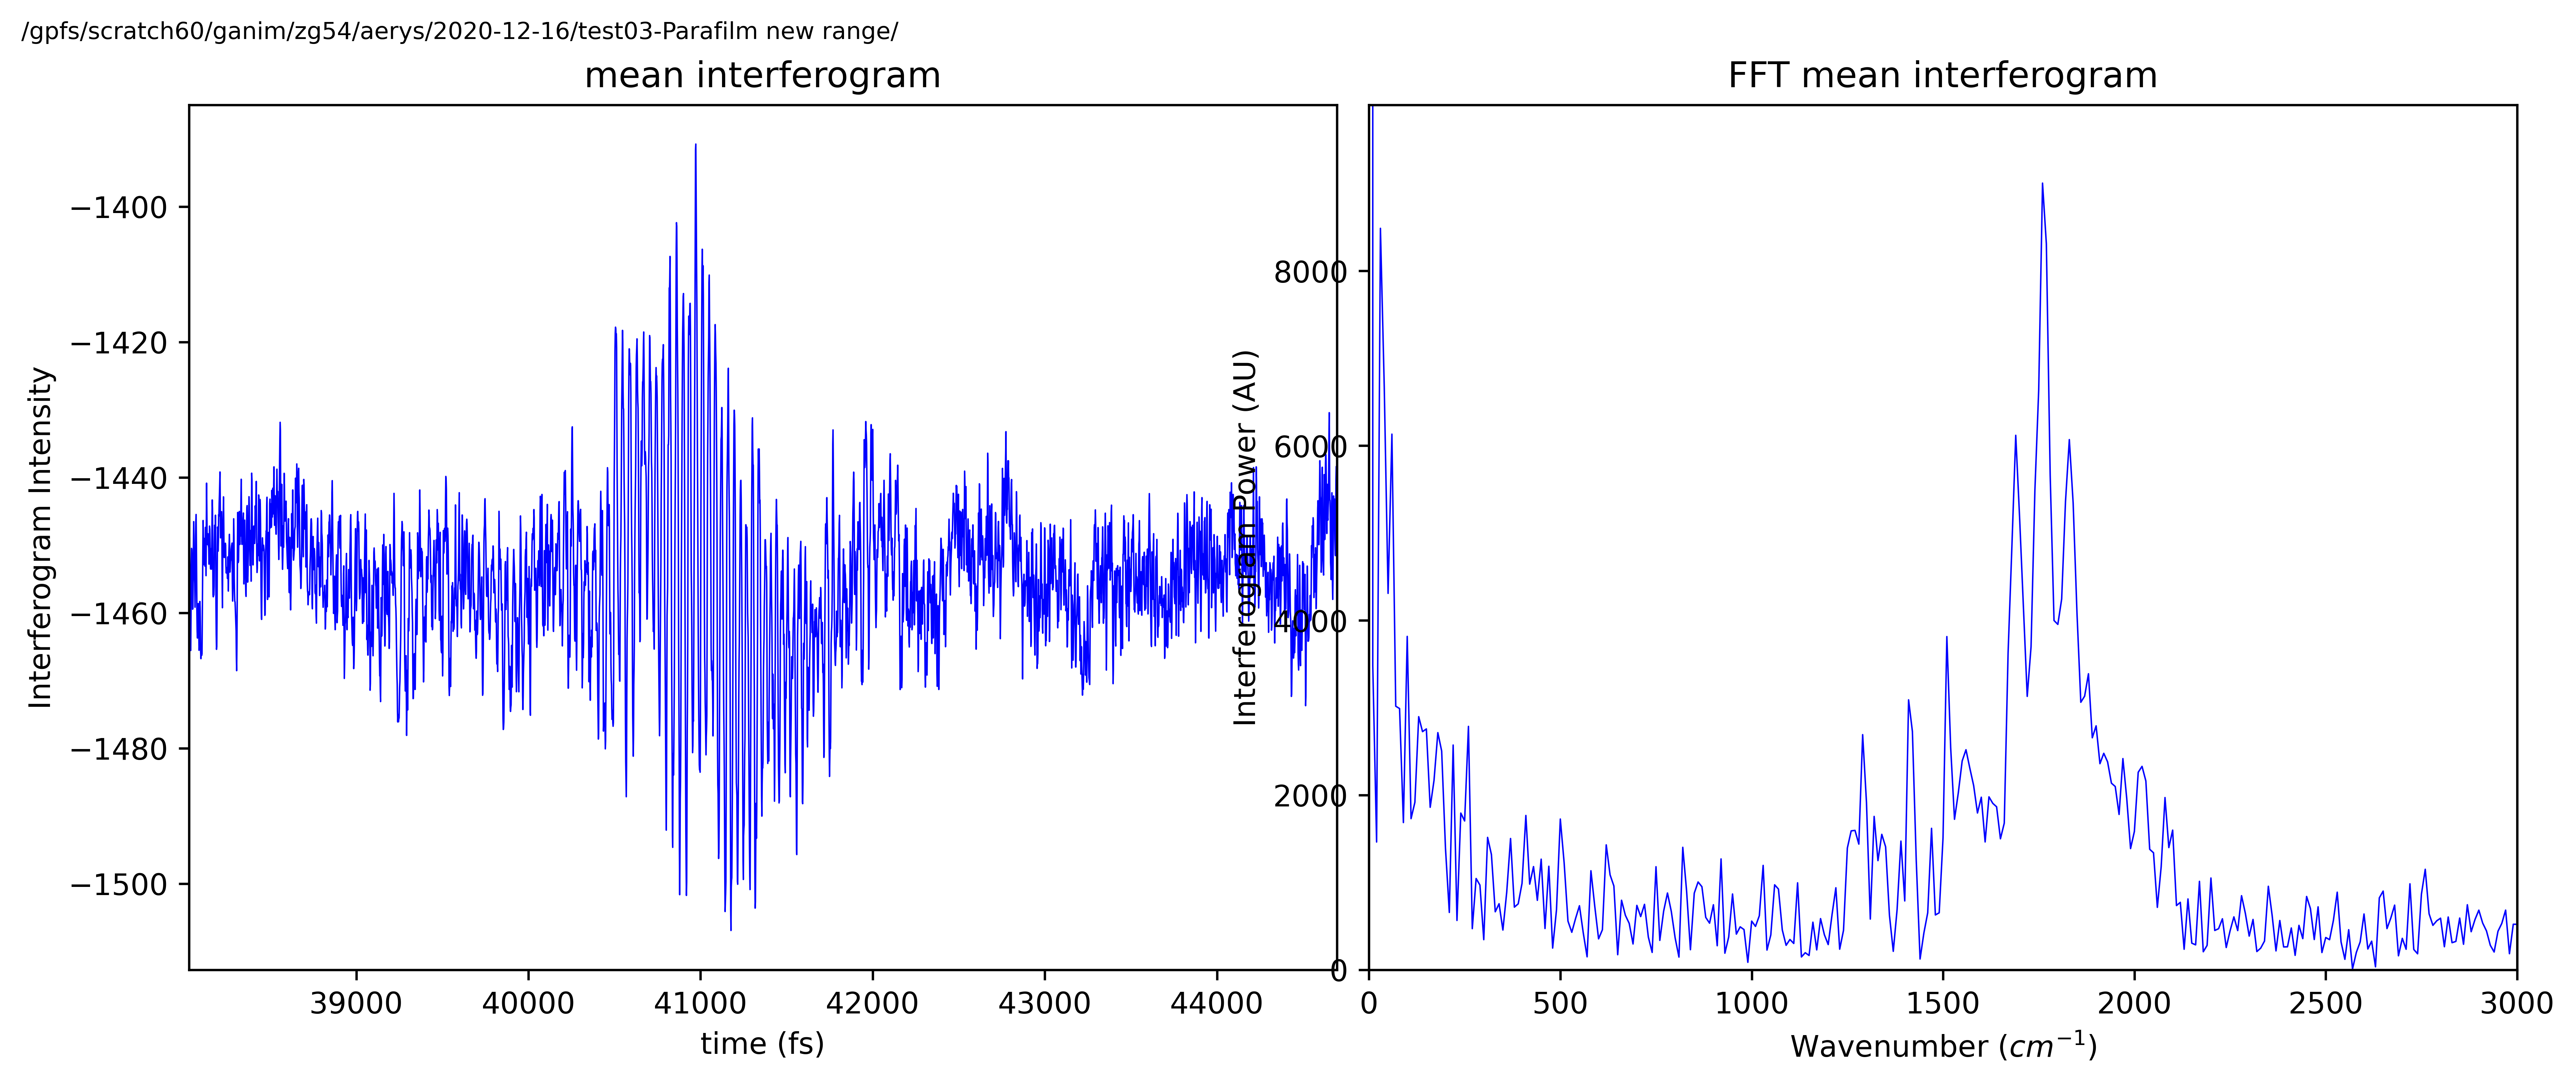 /gpfs/scratch60/ganim/zg54/aerys/2020-12-16/test03-Parafilm new range/
mean interferogram
FFT mean interferogram
Interferogram Intensity
−1400
−1420
−1440
−1460
−1480
−1500
39000 40000 41000 42000 43000 44000
time (fs)
Interferogram Power (AU)
8000
6000
4000
2000
0
0 500 1000 1500 2000 2500 3000
Wavenumber (cm⁻¹)